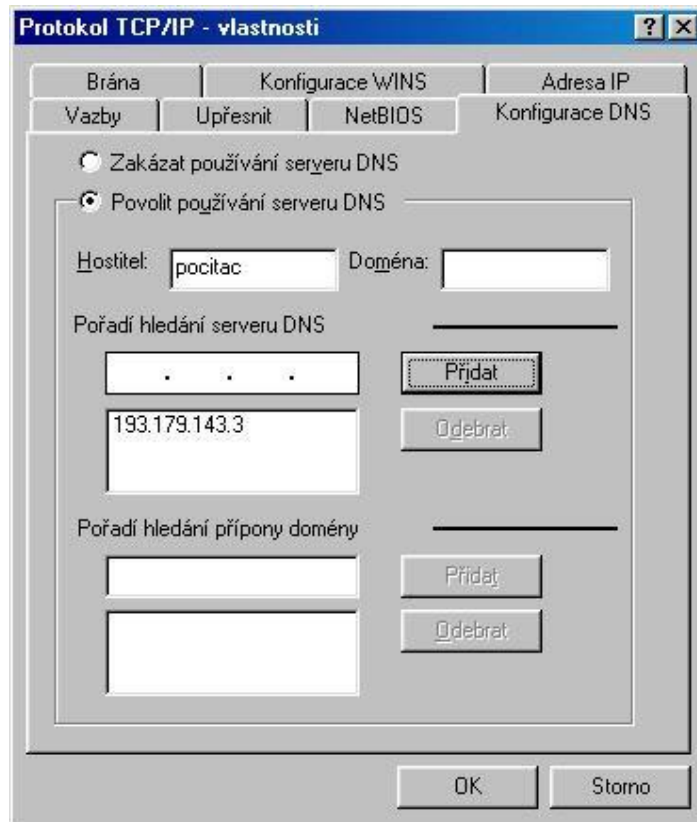 Protokol TCP/IP - vlastnosti
Brána Konfigurace WINS Adresa IP
Vazby Upřesnit NetBIOS Konfigurace DNS
Zakázat používání serveru DNS
Povolit používání serveru DNS
Hostitel: pocitac Doména:
Pořadí hledání serveru DNS
. . . Přidat
193.179.143.3 Odebrat
Pořadí hledání přípony domény
Přidat
Odebrat
OK Storno